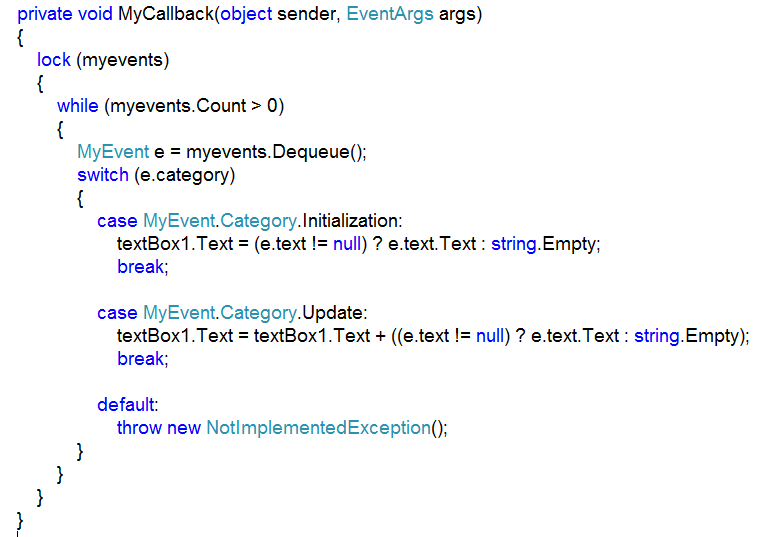 private void MyCallback(object sender, EventArgs args)
{
lock (myevents)
{
while (myevents.Count > 0)
{
MyEvent e = myevents.Dequeue();
switch (e.category)
{
case MyEvent.Category.Initialization:
textBox1.Text = (e.text != null) ? e.text.Text : string.Empty;
break;
case MyEvent.Category.Update:
textBox1.Text = textBox1.Text + ((e.text != null) ? e.text.Text : string.Empty);
break;
default:
throw new NotImplementedException();
}
}
}
}